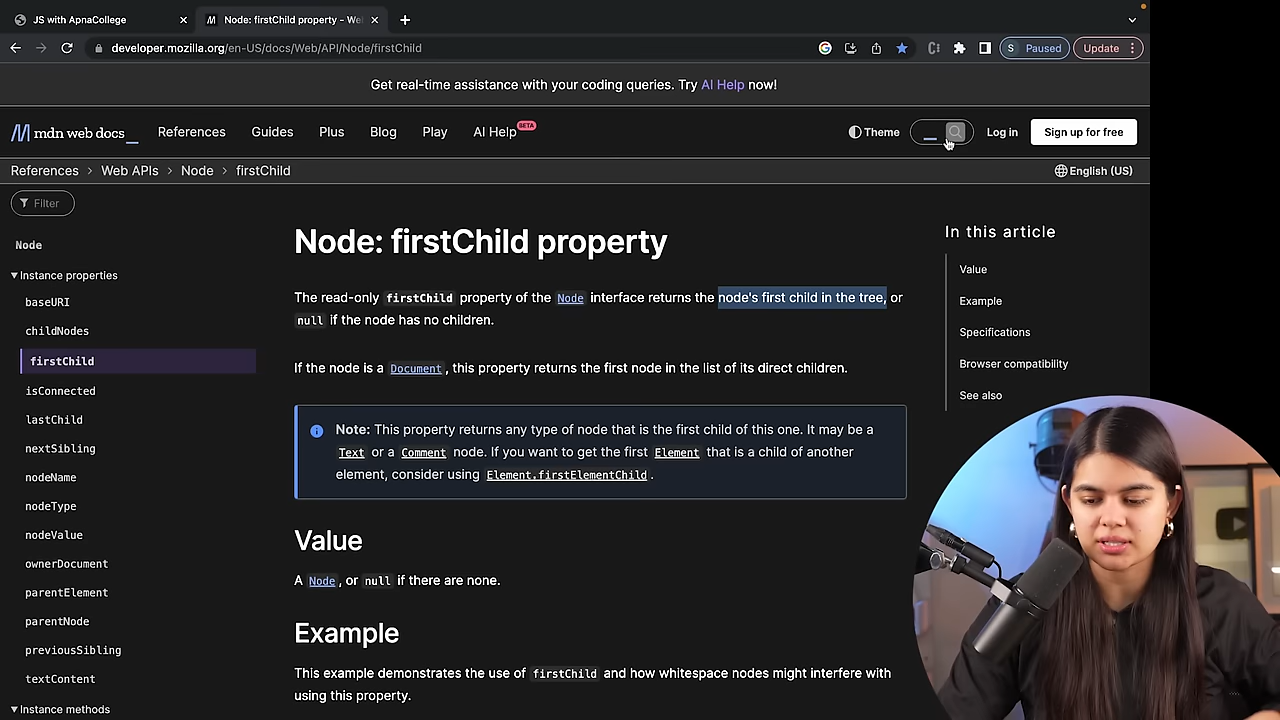 JS with ApnaCollege
Node: firstChild property – We
developer.mozilla.org/en-US/docs/Web/API/Node/firstChild
S Paused
Update
Get real-time assistance with your coding queries. Try AI Help now!
mdn web docs_
References
Guides
Plus
Blog
Play
AI Help BETA
Theme
Log in
Sign up for free
References
Web APIs
Node
firstChild
English (US)
Filter
Node
Instance properties
baseURI
childNodes
firstChild
isConnected
lastChild
nextSibling
nodeName
nodeType
nodeValue
ownerDocument
parentElement
parentNode
previousSibling
textContent
Instance methods
Node: firstChild property
The read-only firstChild property of the Node interface returns the node's first child in the tree, or
null if the node has no children.
If the node is a Document, this property returns the first node in the list of its direct children.
Note: This property returns any type of node that is the first child of this one. It may be a
Text or a Comment node. If you want to get the first Element that is a child of another
element, consider using Element.firstElementChild.
Value
A Node, or null if there are none.
Example
This example demonstrates the use of firstChild and how whitespace nodes might interfere with
using this property.
In this article
Value
Example
Specifications
Browser compatibility
See also